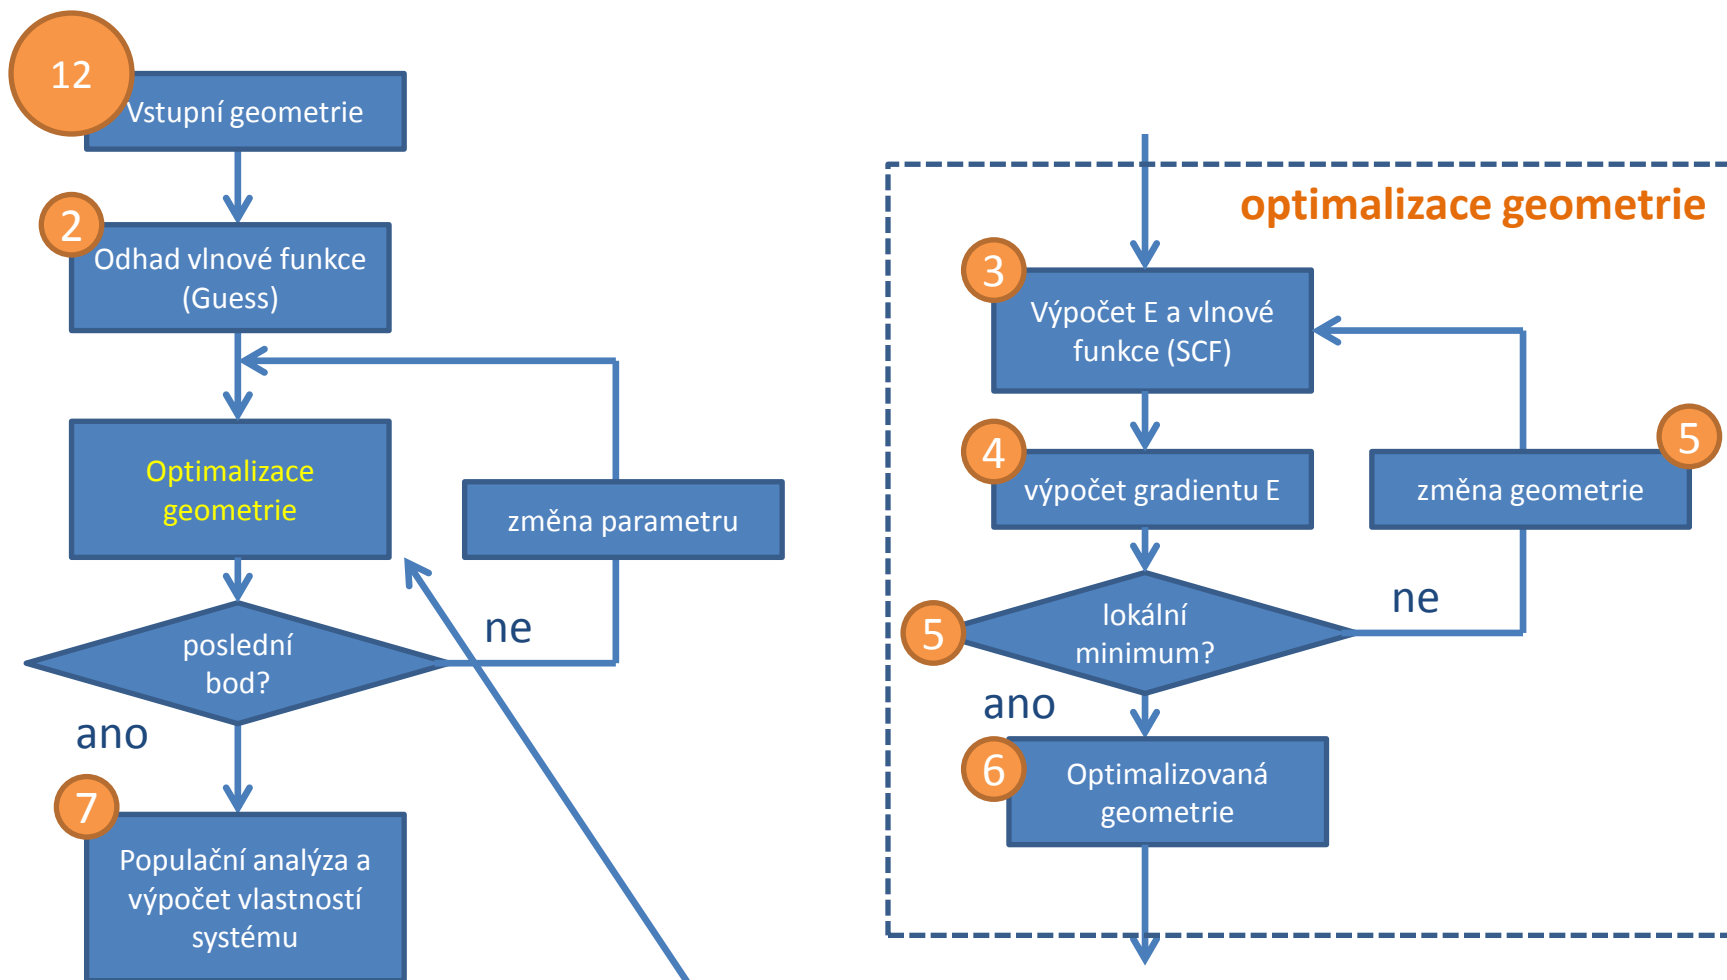 12
Vstupní geometrie
2
Odhad vlnové funkce
(Guess)
Optimalizace
geometrie
změna parametru
poslední
bod?
ne
ano
7
Populační analýza a
výpočet vlastností
systému
optimalizace geometrie
3
Výpočet E a vlnové
funkce (SCF)
4
výpočet gradientu E
5
změna geometrie
5
lokální
minimum?
ne
ano
6
Optimalizovaná
geometrie